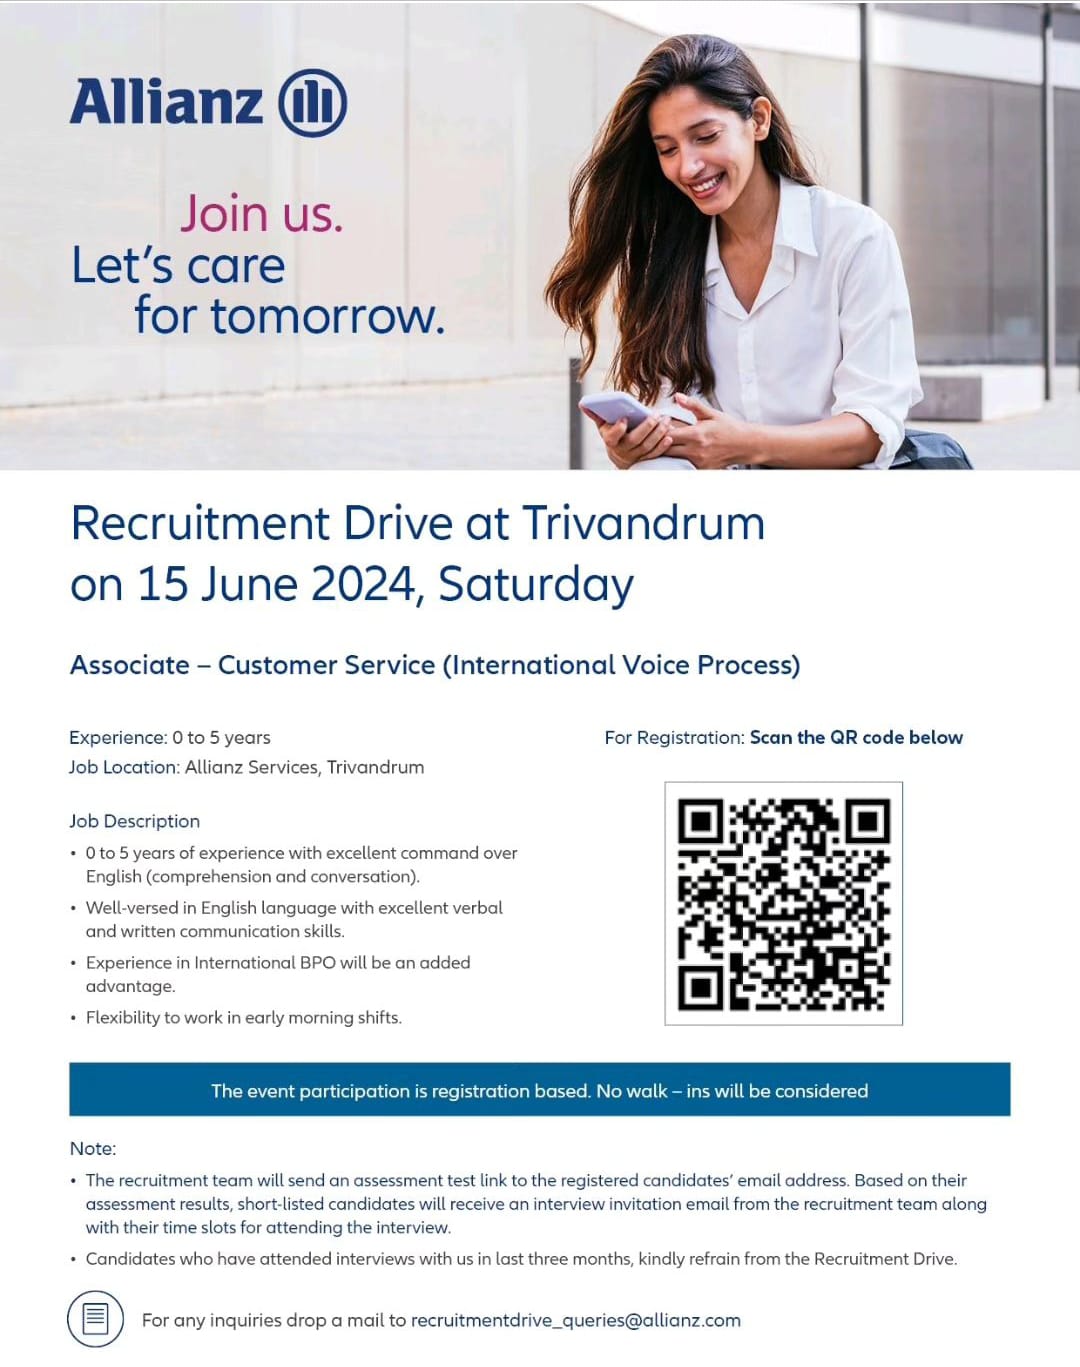 Allianz
Join us.
Let's care
for tomorrow.
Recruitment Drive at Trivandrum
on 15 June 2024, Saturday
Associate – Customer Service (International Voice Process)
Experience: 0 to 5 years
Job Location: Allianz Services, Trivandrum
Job Description
• 0 to 5 years of experience with excellent command over
English (comprehension and conversation).
• Well-versed in English language with excellent verbal
and written communication skills.
• Experience in International BPO will be an added
advantage.
• Flexibility to work in early morning shifts.
For Registration: Scan the QR code below
The event participation is registration based. No walk – ins will be considered
Note:
• The recruitment team will send an assessment test link to the registered candidates' email address. Based on their
assessment results, short-listed candidates will receive an interview invitation email from the recruitment team along
with their time slots for attending the interview.
• Candidates who have attended interviews with us in last three months, kindly refrain from the Recruitment Drive.
For any inquiries drop a mail to recruitmentdrive_queries@allianz.com